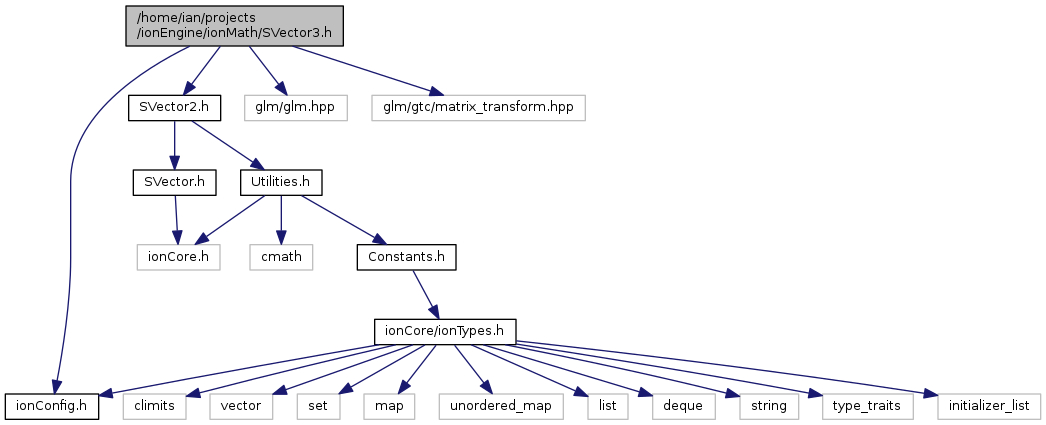 /home/ian/projects
/ionEngine/ionMath/SVector3.h
SVector2.h
glm/glm.hpp
glm/gtc/matrix_transform.hpp
SVector.h
Utilities.h
ionCore.h
cmath
Constants.h
ionCore/ionTypes.h
ionConfig.h
climits
vector
set
map
unordered_map
list
deque
string
type_traits
initializer_list